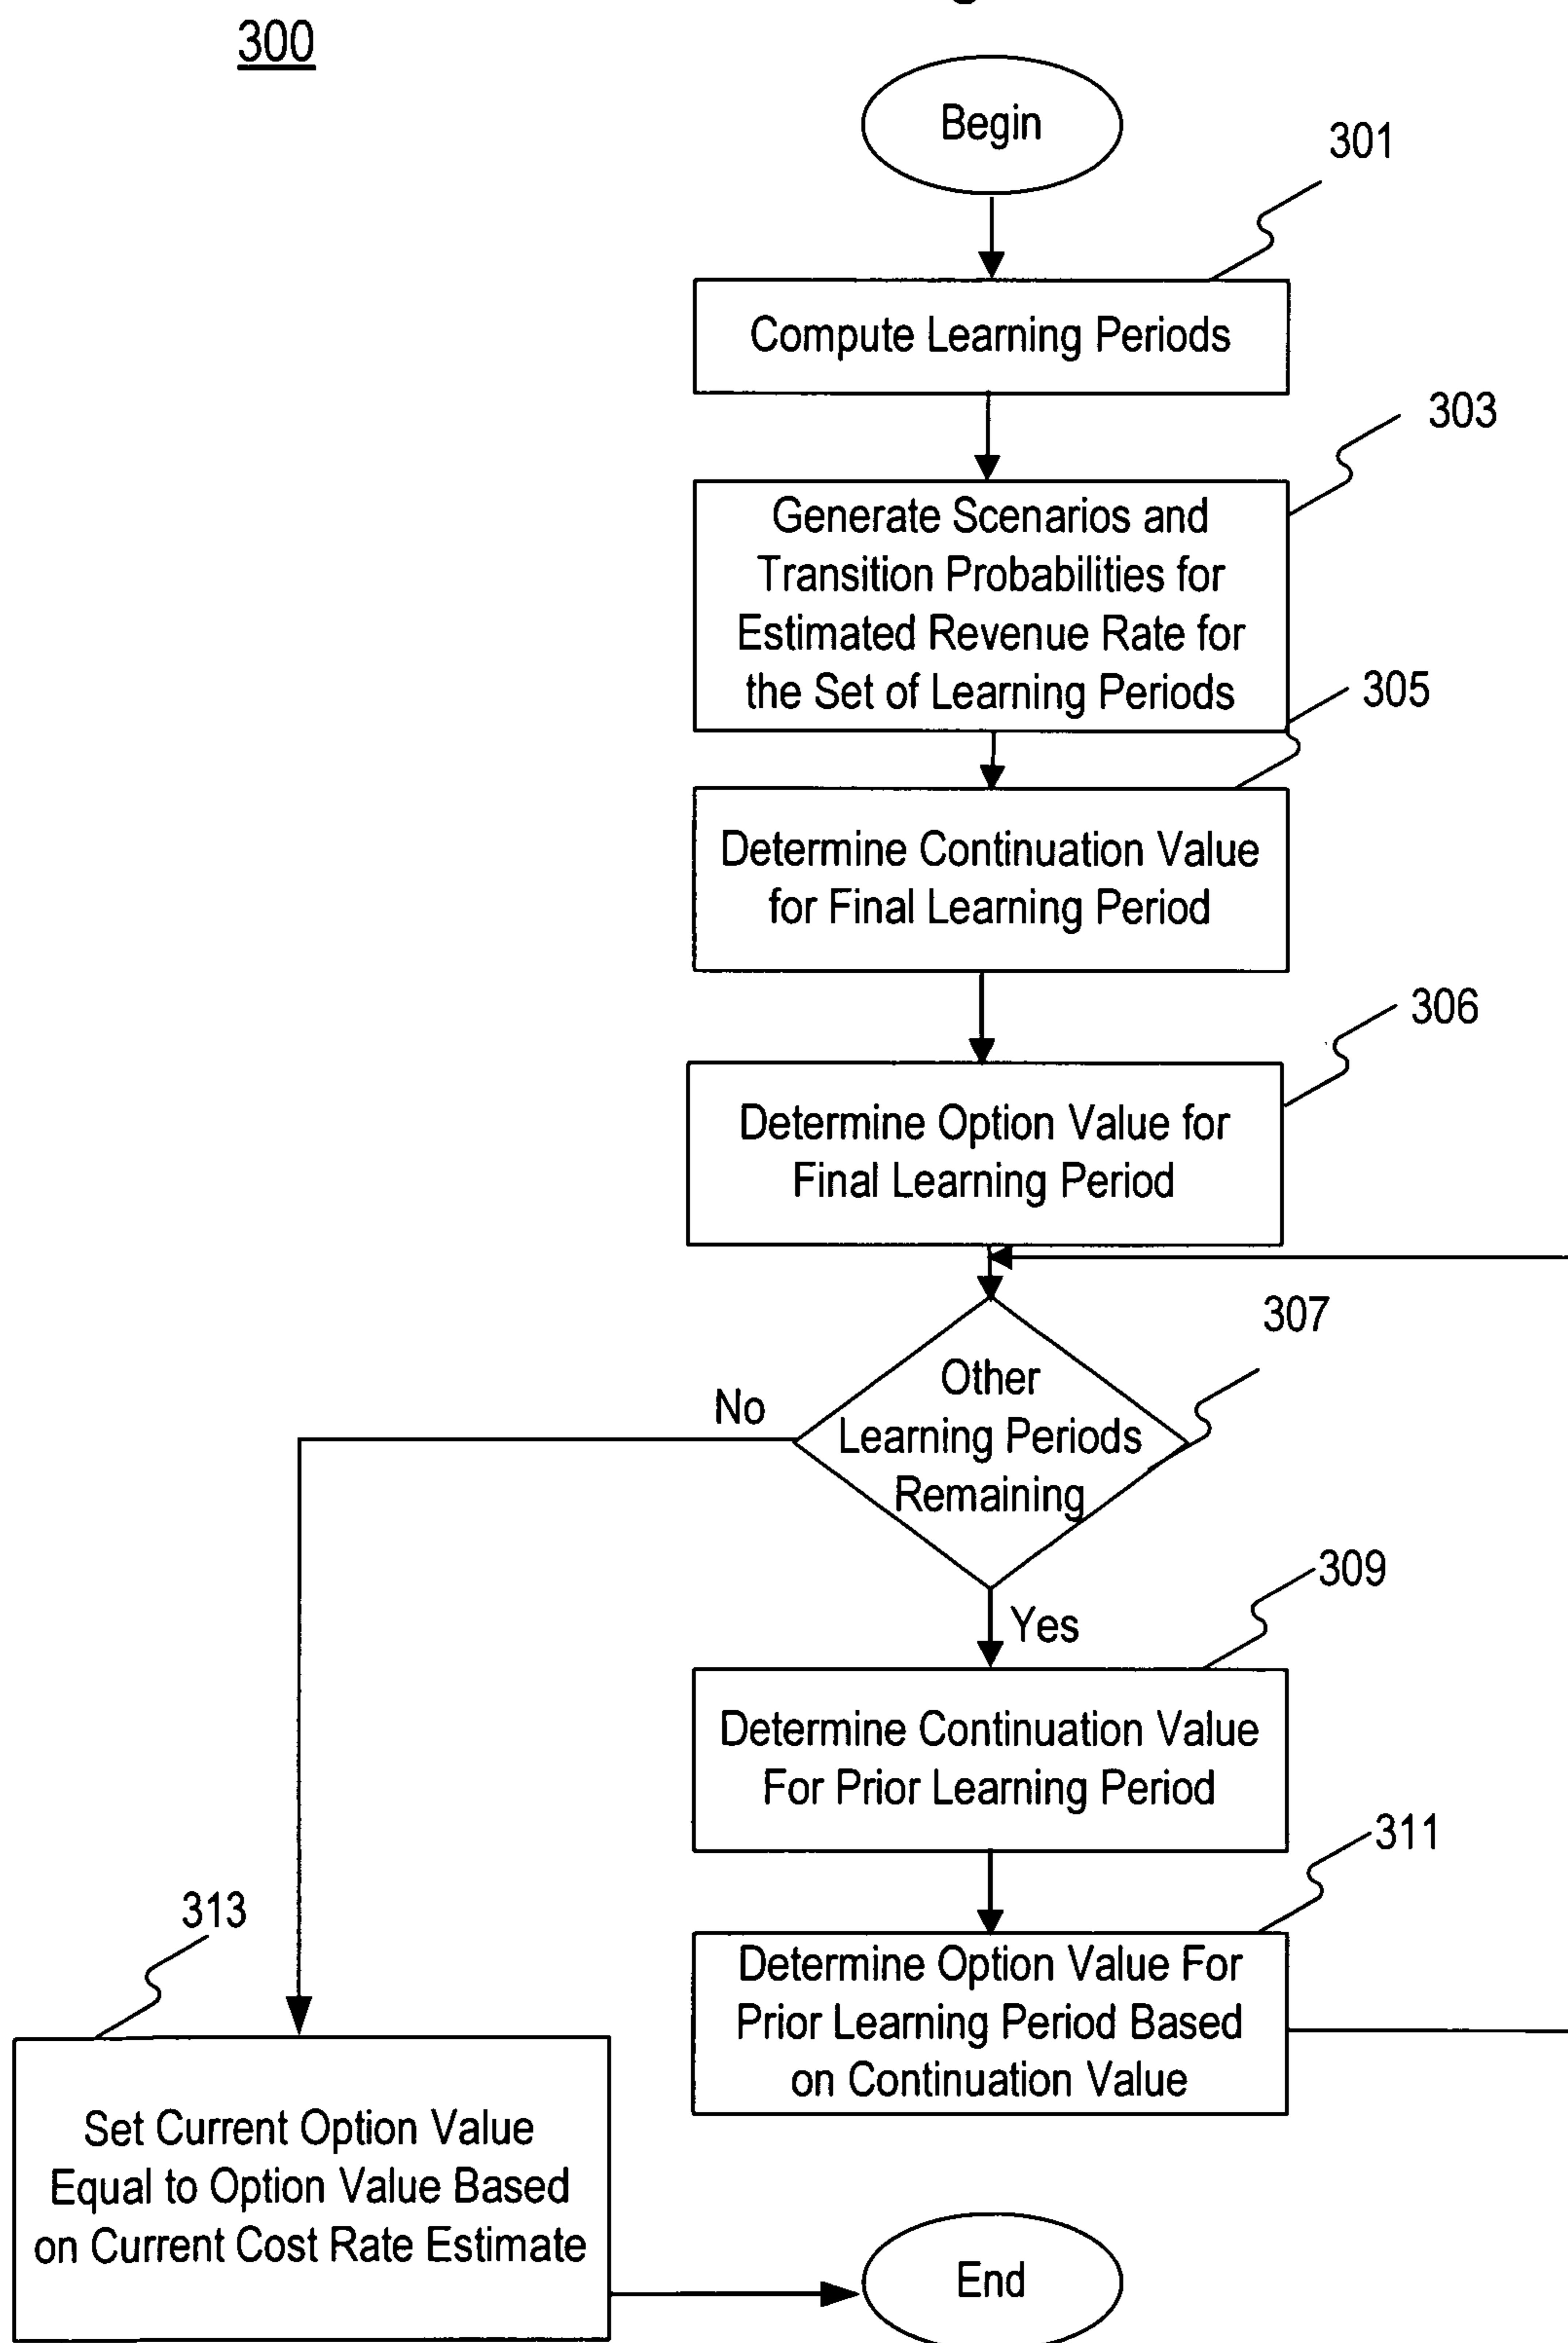 300
Begin
301
Compute Learning Periods
303
Generate Scenarios and
Transition Probabilities for
Estimated Revenue Rate for
the Set of Learning Periods
305
Determine Continuation Value
for Final Learning Period
306
Determine Option Value for
Final Learning Period
307
Other
Learning Periods
Remaining
No
Yes
309
Determine Continuation Value
For Prior Learning Period
311
Determine Option Value For
Prior Learning Period Based
on Continuation Value
313
Set Current Option Value
Equal to Option Value Based
on Current Cost Rate Estimate
End